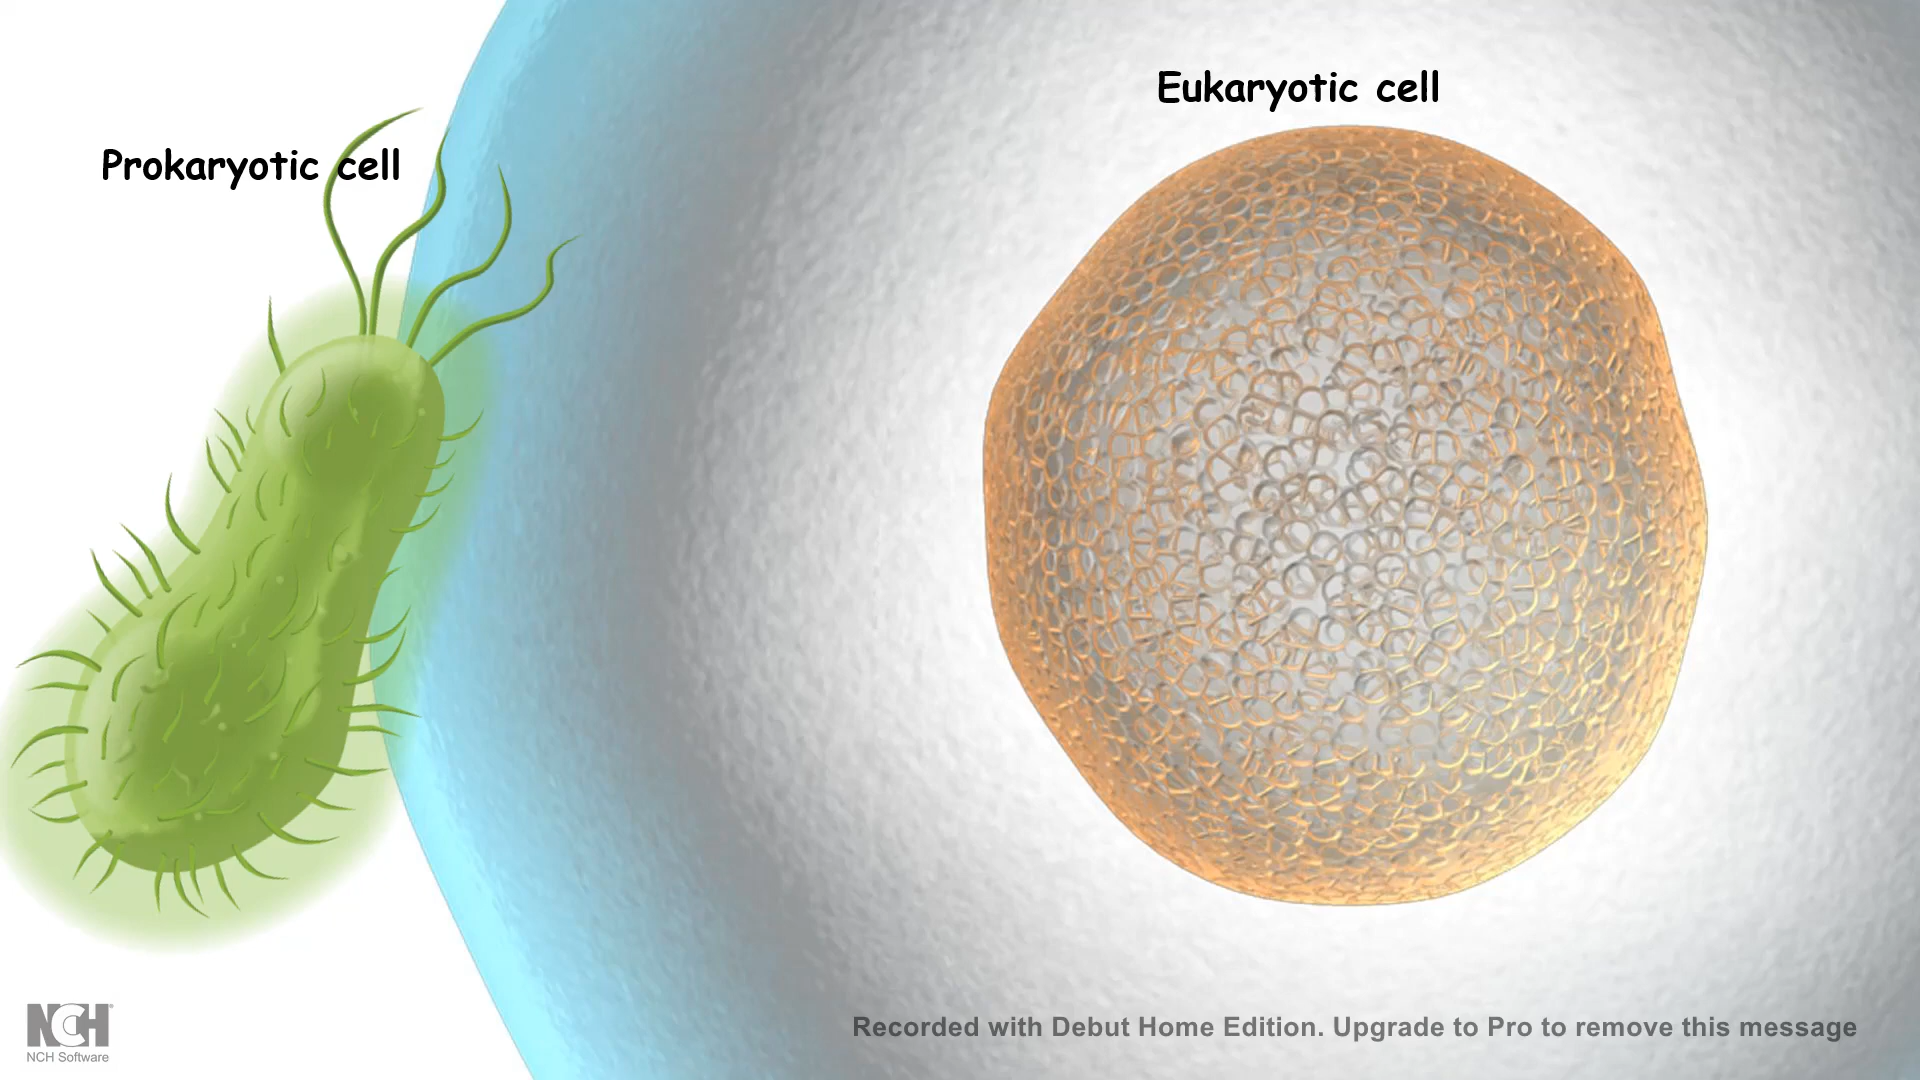 Eukaryotic cell
Prokaryotic cell
NCH®
NCH Software
Recorded with Debut Home Edition. Upgrade to Pro to remove this message